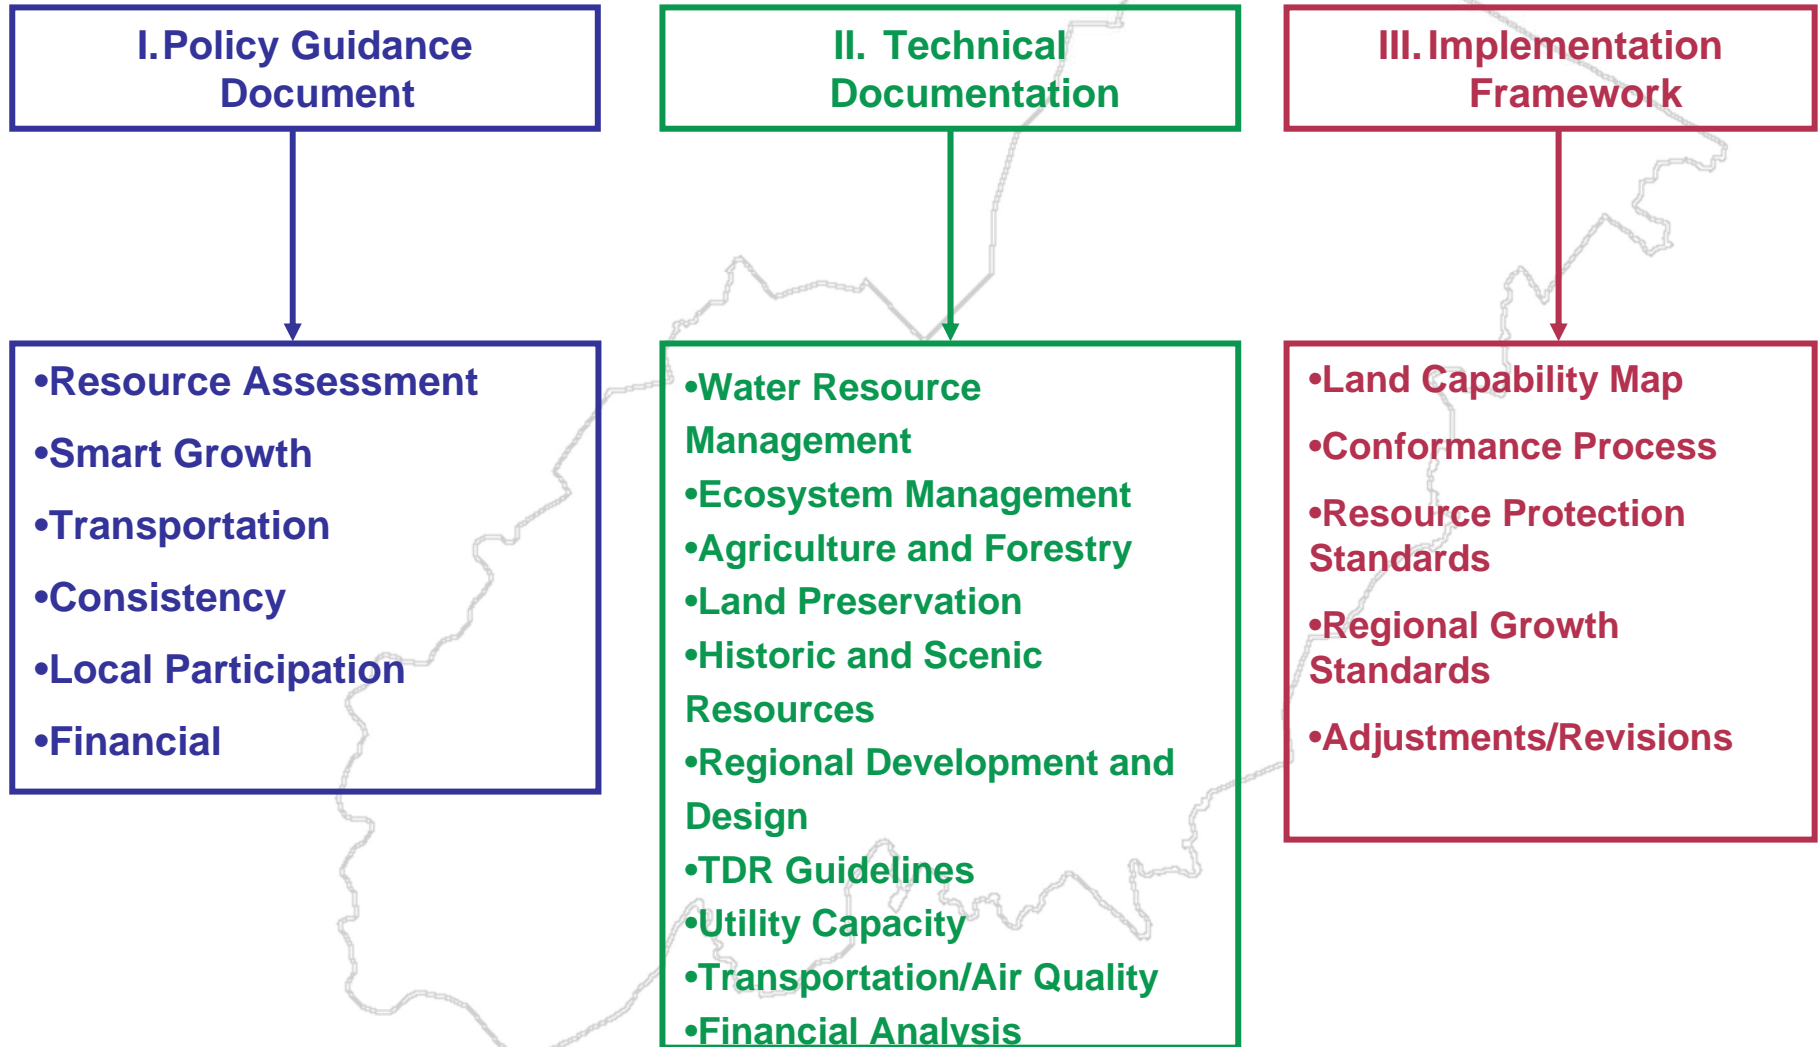 I. Policy Guidance
Document
•Resource Assessment
•Smart Growth
•Transportation
•Consistency
•Local Participation
•Financial
II. Technical
Documentation
•Water Resource
Management
•Ecosystem Management
•Agriculture and Forestry
•Land Preservation
•Historic and Scenic
Resources
•Regional Development and
Design
•TDR Guidelines
•Utility Capacity
•Transportation/Air Quality
•Financial Analysis
III. Implementation
Framework
•Land Capability Map
•Conformance Process
•Resource Protection
Standards
•Regional Growth
Standards
•Adjustments/Revisions